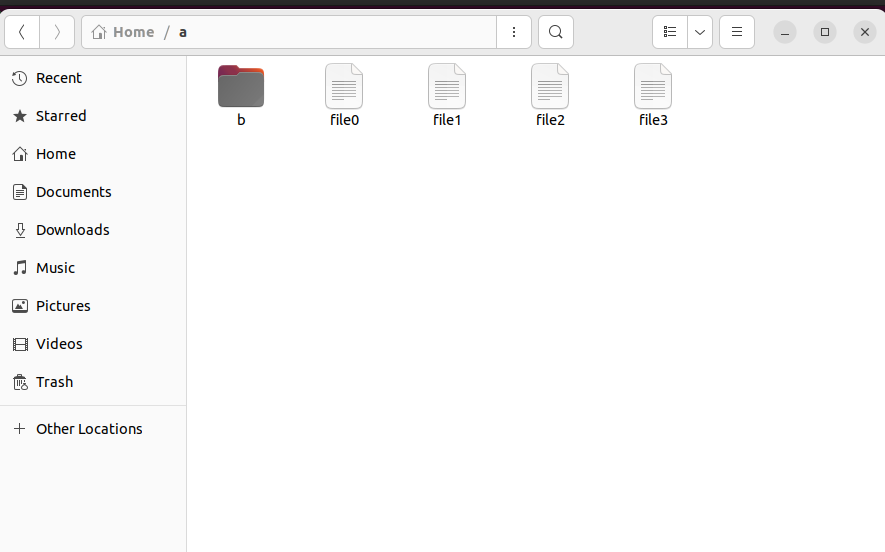 Home / a
Recent
Starred
Home
Documents
Downloads
Music
Pictures
Videos
Trash
Other Locations
b file0 file1 file2 file3